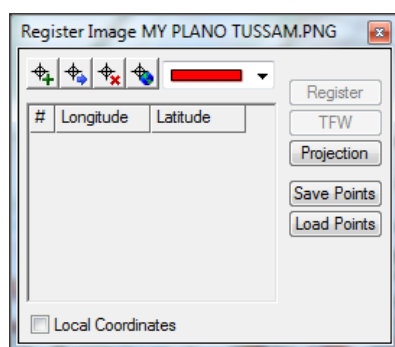 Register Image MY PLANO TUSSAM.PNG
Register
# Longitude Latitude
TFW
Projection
Save Points
Load Points
Local Coordinates